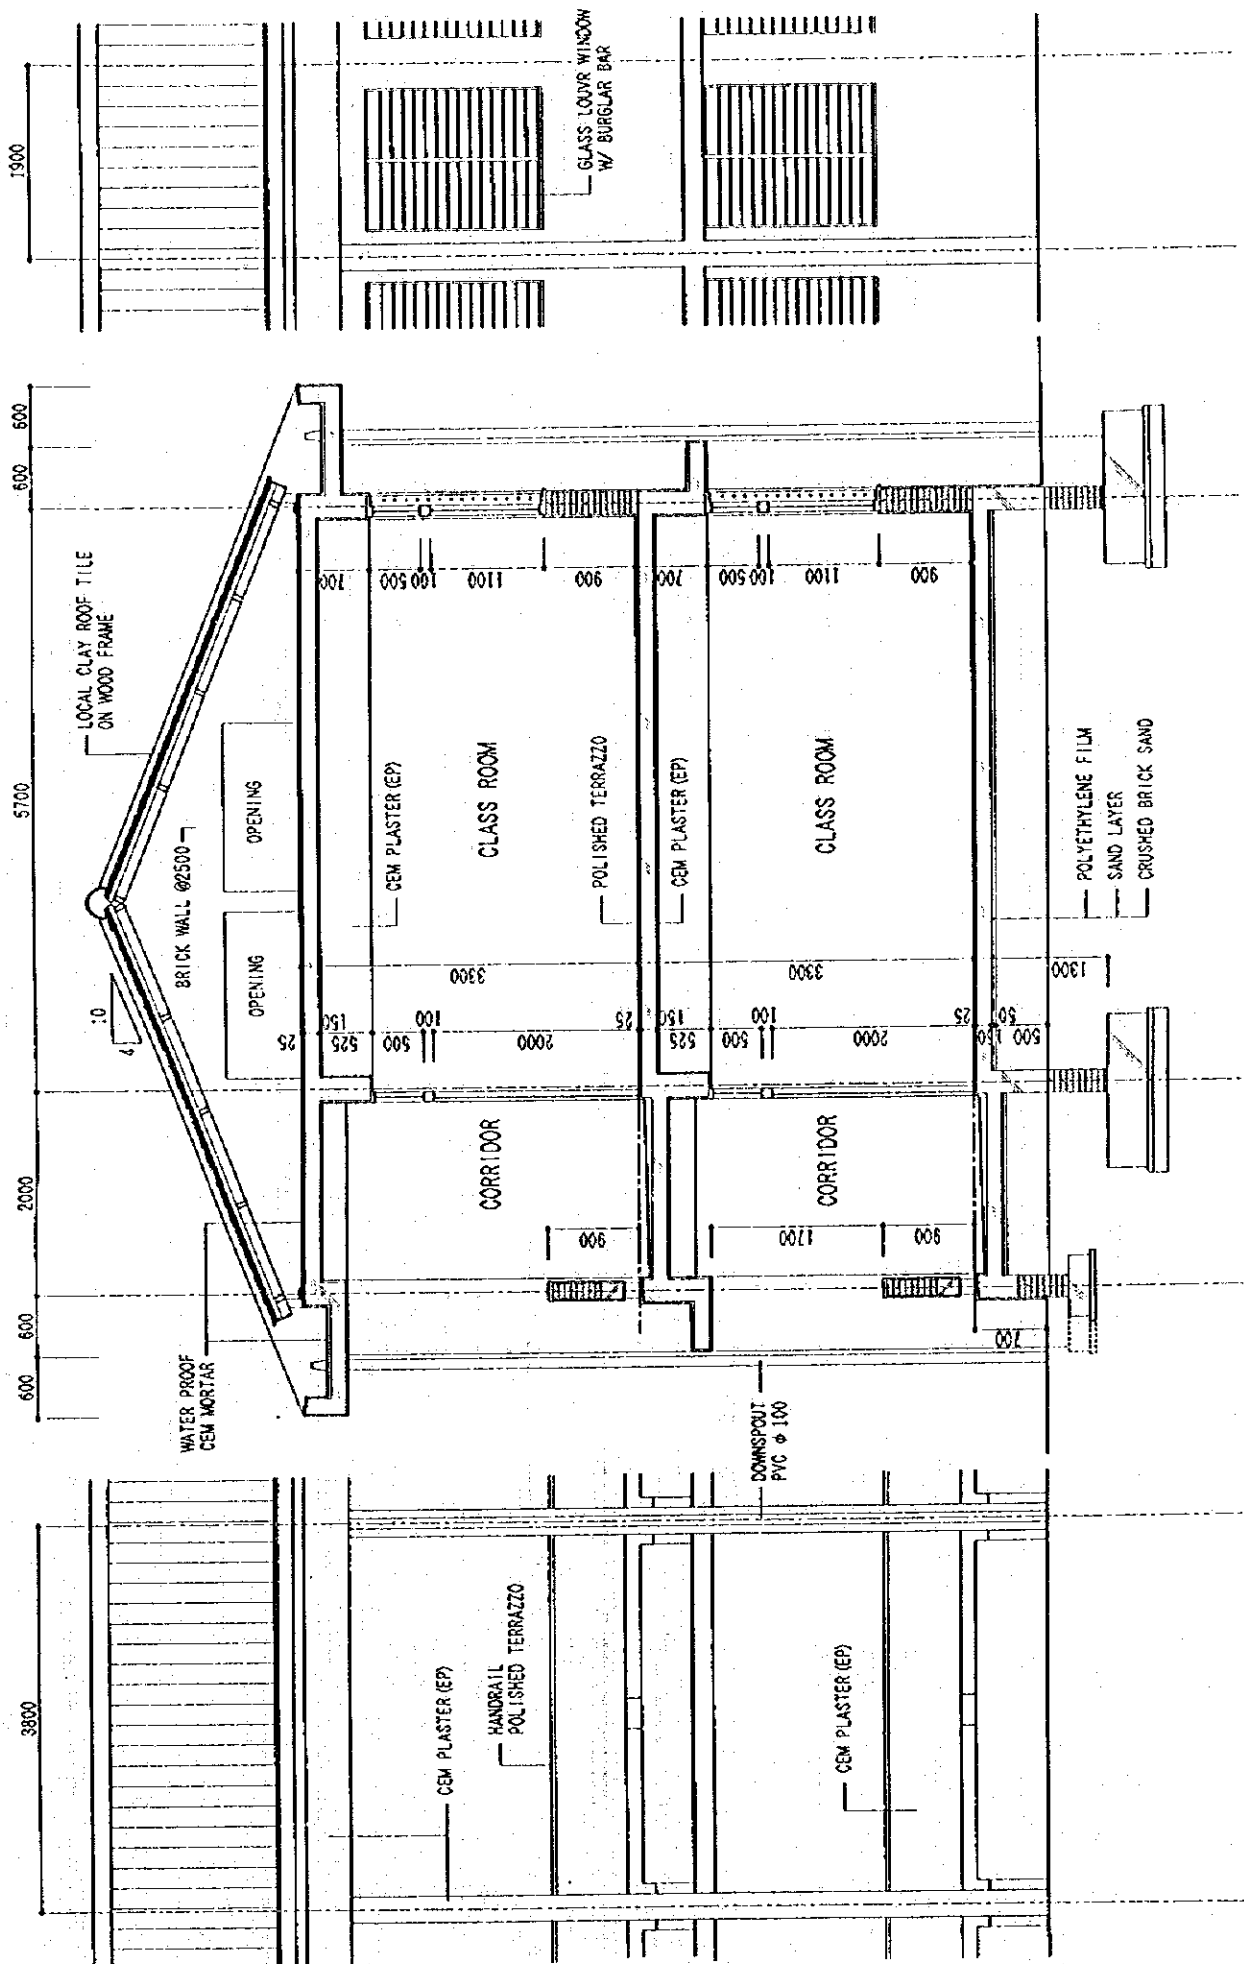 3800
600
600
2000
5700
600
600
1900
WATER PROOF
CEM MORTAR
10
4
LOCAL CLAY ROOF TILE
ON WOOD FRAME
BRICK WALL @2500
OPENING
OPENING
25
150
525
500
100
2000
3300
700
500
100
1100
900
CEM PLASTER (EP)
CLASS ROOM
CORRIDOR
900
POLISHED TERRAZZO
CEM PLASTER (EP)
GLASS LOUVR WINDOW
W/ BURGLAR BAR
CEM PLASTER (EP)
HANDRAIL
POLISHED TERRAZZO
25
150
525
500
100
2000
3300
700
500
100
1100
900
CLASS ROOM
CORRIDOR
1700
900
CEM PLASTER (EP)
DOWNSPOUT
PVC φ100
25
150
50
500
700
1300
POLYETHYLENE FILM
SAND LAYER
CRUSHED BRICK SAND